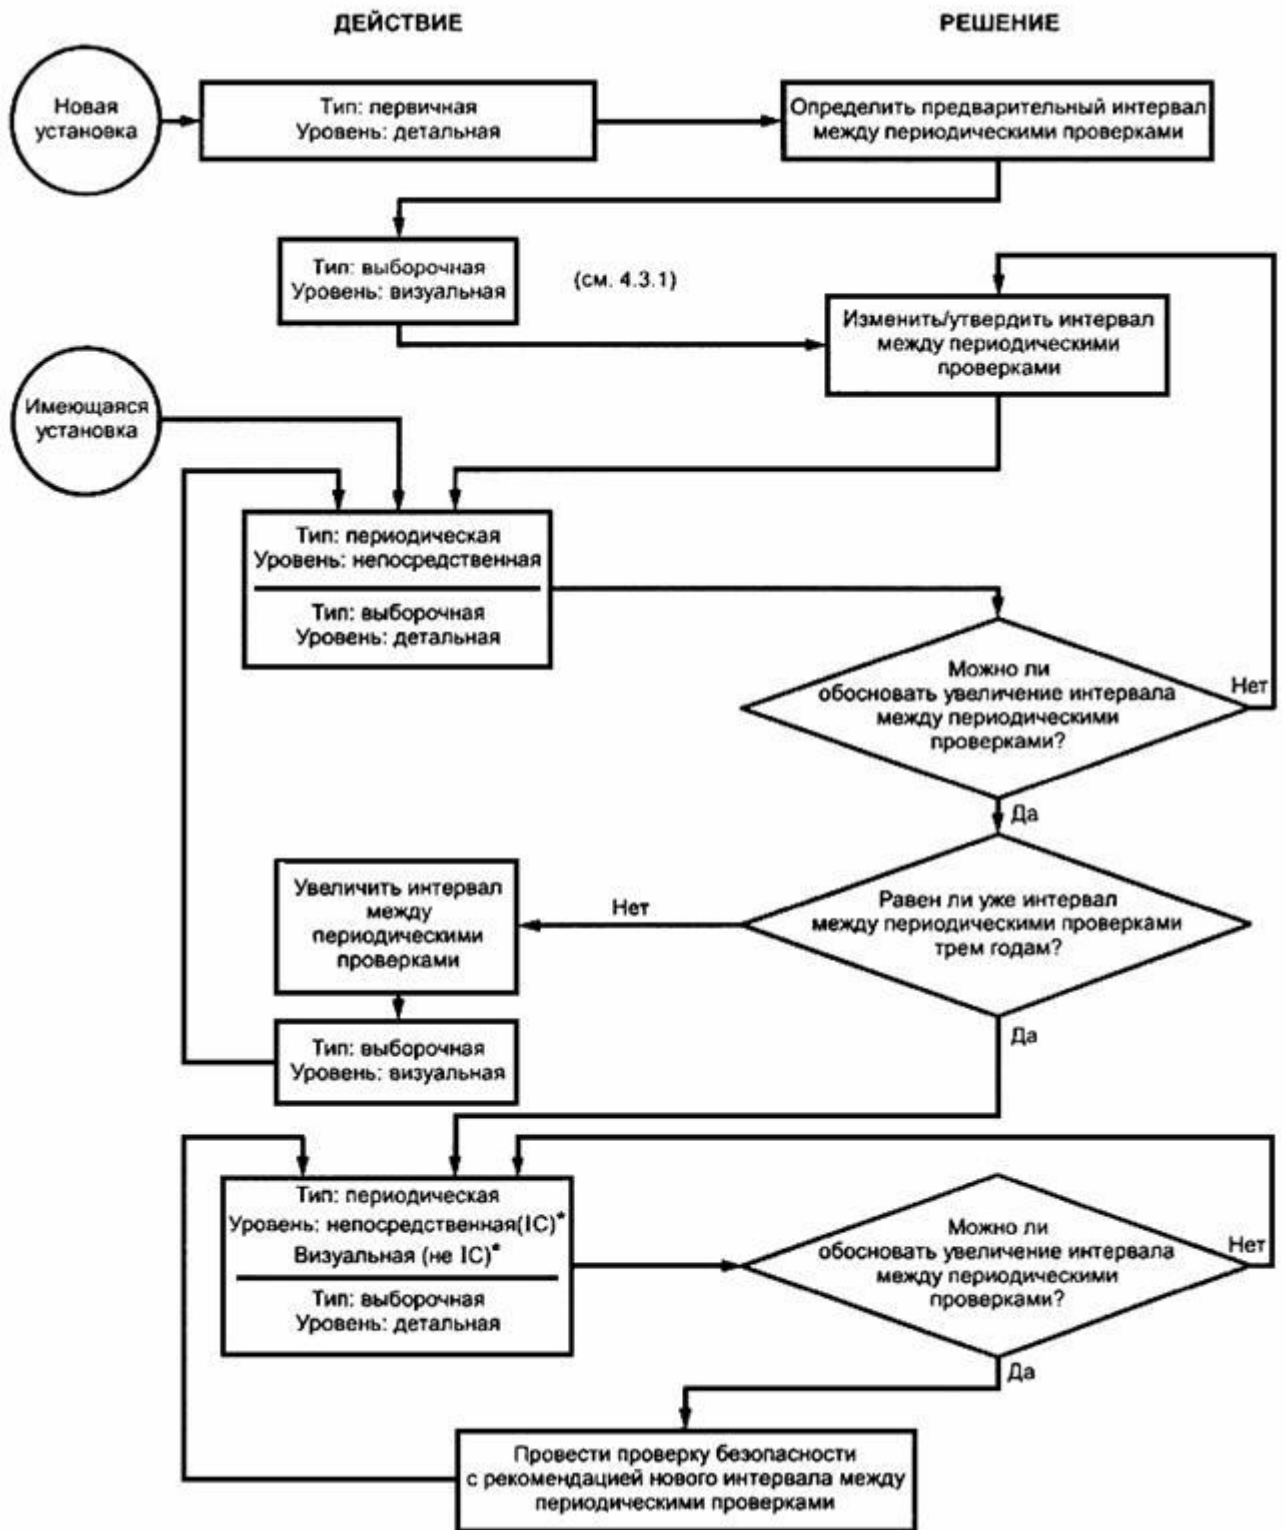 ДЕЙСТВИЕ
РЕШЕНИЕ
Новая
установка
Тип: первичная
Уровень: детальная
Определить предварительный интервал
между периодическими проверками
Тип: выборочная
Уровень: визуальная
(см. 4.3.1)
Изменить/утвердить интервал
между периодическими
проверками
Имеющаяся
установка
Тип: периодическая
Уровень: непосредственная
Тип: выборочная
Уровень: детальная
Можно ли
обосновать увеличение интервала
между периодическими
проверками?
Нет
Да
Увеличить интервал
между
периодическими
проверками
Нет
Равен ли уже интервал
между периодическими проверками
трем годам?
Да
Тип: выборочная
Уровень: визуальная
Тип: периодическая
Уровень: непосредственная(IC)*
Визуальная (не IC)*
Тип: выборочная
Уровень: детальная
Можно ли
обосновать увеличение интервала
между периодическими
проверками?
Нет
Да
Провести проверку безопасности
с рекомендацией нового интервала между
периодическими проверками